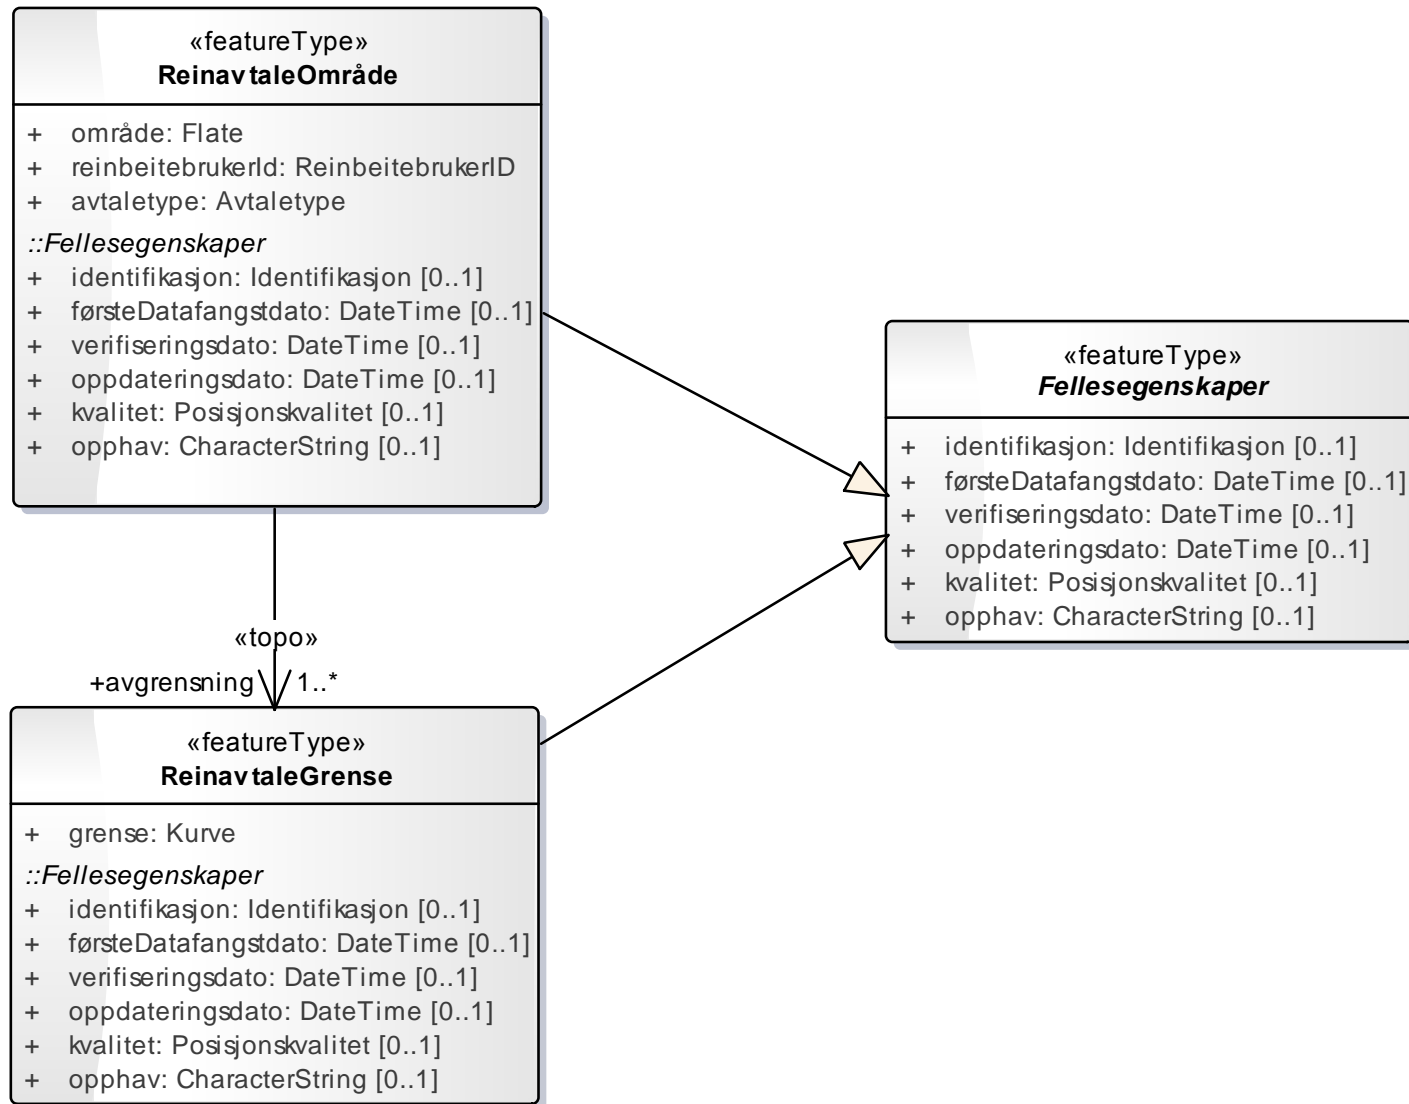 «featureType»
ReinavtaleOmråde
+ område: Flate
+ reinbeitebrukerId: ReinbeitebrukerID
+ avtaletype: Avtaletype
::Fellesegenskaper
+ identifikasjon: Identifikasjon [0..1]
+ førsteDatafangstdato: DateTime [0..1]
+ verifiseringsdato: DateTime [0..1]
+ oppdateringsdato: DateTime [0..1]
+ kvalitet: Posisjonskvalitet [0..1]
+ opphav: CharacterString [0..1]
«featureType»
Fellesegenskaper
+ identifikasjon: Identifikasjon [0..1]
+ førsteDatafangstdato: DateTime [0..1]
+ verifiseringsdato: DateTime [0..1]
+ oppdateringsdato: DateTime [0..1]
+ kvalitet: Posisjonskvalitet [0..1]
+ opphav: CharacterString [0..1]
«topo»
+avgrensning 1..*
«featureType»
ReinavtaleGrense
+ grense: Kurve
::Fellesegenskaper
+ identifikasjon: Identifikasjon [0..1]
+ førsteDatafangstdato: DateTime [0..1]
+ verifiseringsdato: DateTime [0..1]
+ oppdateringsdato: DateTime [0..1]
+ kvalitet: Posisjonskvalitet [0..1]
+ opphav: CharacterString [0..1]